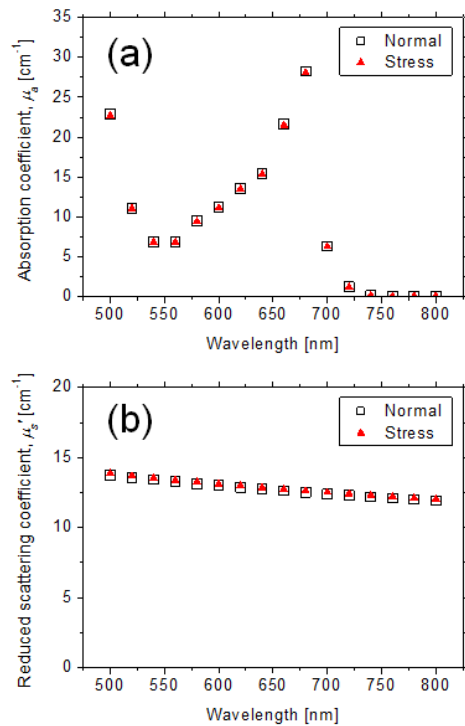 (a)
Normal
Stress
35
30
25
20
15
10
5
0
Absorption coefficient, μa [cm-1]
500 550 600 650 700 750 800
Wavelength [nm]
(b)
Normal
Stress
20
15
10
5
0
Reduced scattering coefficient, μs' [cm-1]
500 550 600 650 700 750 800
Wavelength [nm]